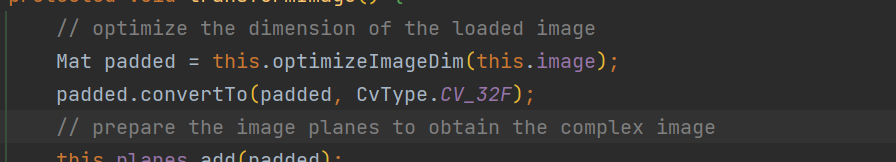 protected void transformImage() {
// optimize the dimension of the loaded image
Mat padded = this.optimizeImageDim(this.image);
padded.convertTo(padded, CvType.CV_32F);
// prepare the image planes to obtain the complex image
this.planes.add(padded);